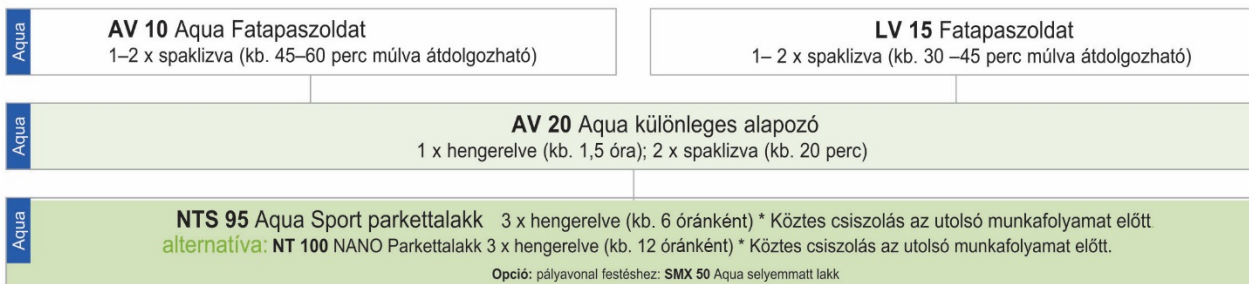 Aqua
AV 10 Aqua Fatapaszoldat
1–2 x spaklizva (kb. 45–60 perc múlva átdolgozható)
LV 15 Fatapaszoldat
1– 2 x spaklizva (kb. 30 –45 perc múlva átdolgozható)
Aqua
AV 20 Aqua különleges alapozó
1 x hengerelve (kb. 1,5 óra); 2 x spaklizva (kb. 20 perc)
Aqua
NTS 95 Aqua Sport parkettalakk 3 x hengerelve (kb. 6 óránként) * Köztes csiszolás az utolsó munkafolyamat előtt
alternatíva: NT 100 NANO Parkettalakk 3 x hengerelve (kb. 12 óránként) * Köztes csiszolás az utolsó munkafolyamat előtt.
Opció: pályavonal festéshez: SMX 50 Aqua selyemmatt lakk